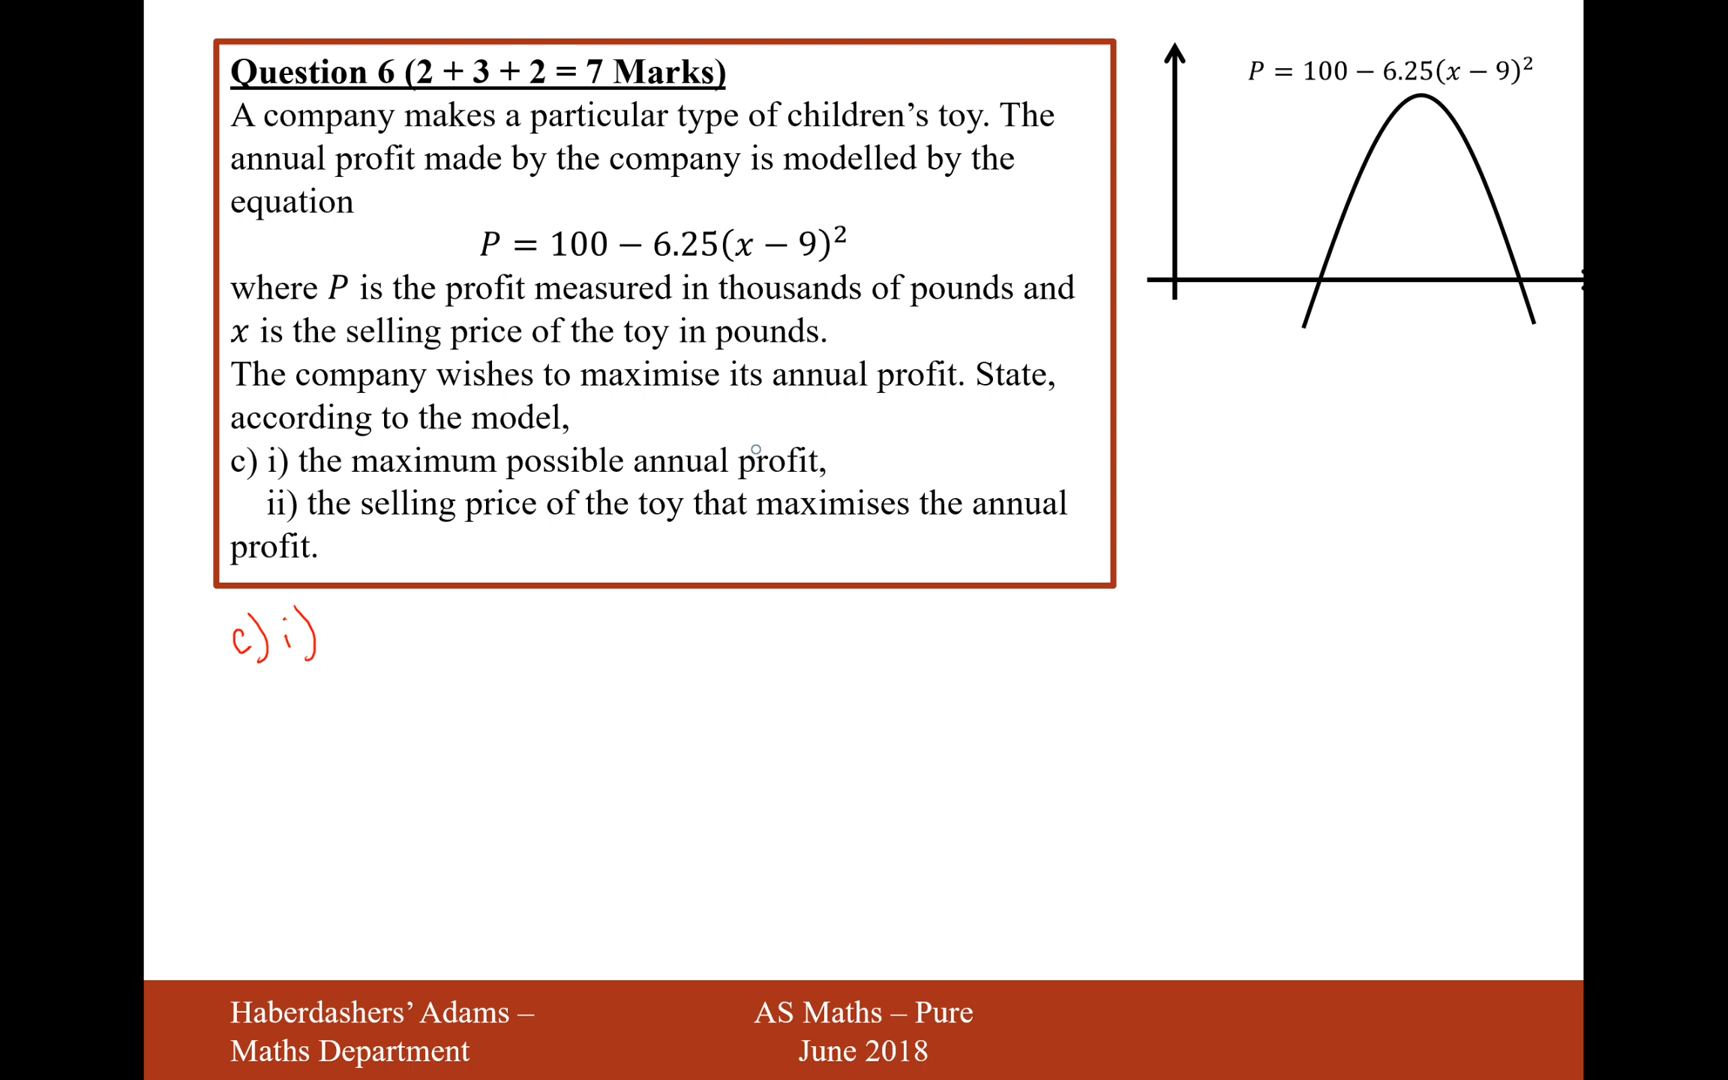 Question 6 (2 + 3 + 2 = 7 Marks)
A company makes a particular type of children’s toy. The
annual profit made by the company is modelled by the
equation
P = 100 − 6.25(x − 9)²
where P is the profit measured in thousands of pounds and
x is the selling price of the toy in pounds.
The company wishes to maximise its annual profit. State,
according to the model,
c) i) the maximum possible annual profit,
ii) the selling price of the toy that maximises the annual
profit.
P = 100 − 6.25(x − 9)²
c) i)
Haberdashers’ Adams –
Maths Department
AS Maths – Pure
June 2018